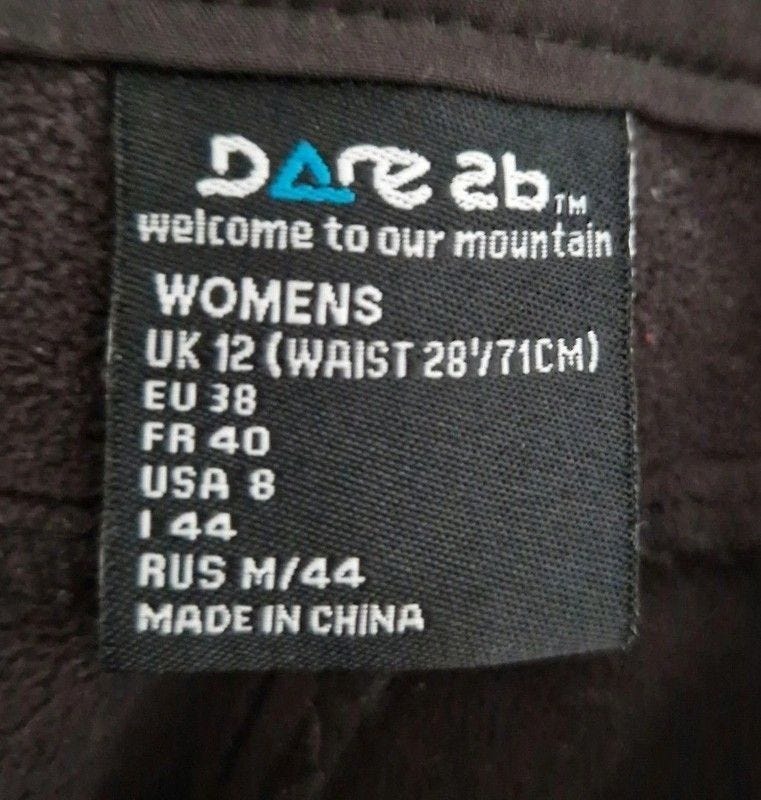 Dare 2b™
welcome to our mountain
WOMENS
UK 12 (WAIST 28"/71CM)
EU 38
FR 40
USA 8
I 44
RUS M/44
MADE IN CHINA